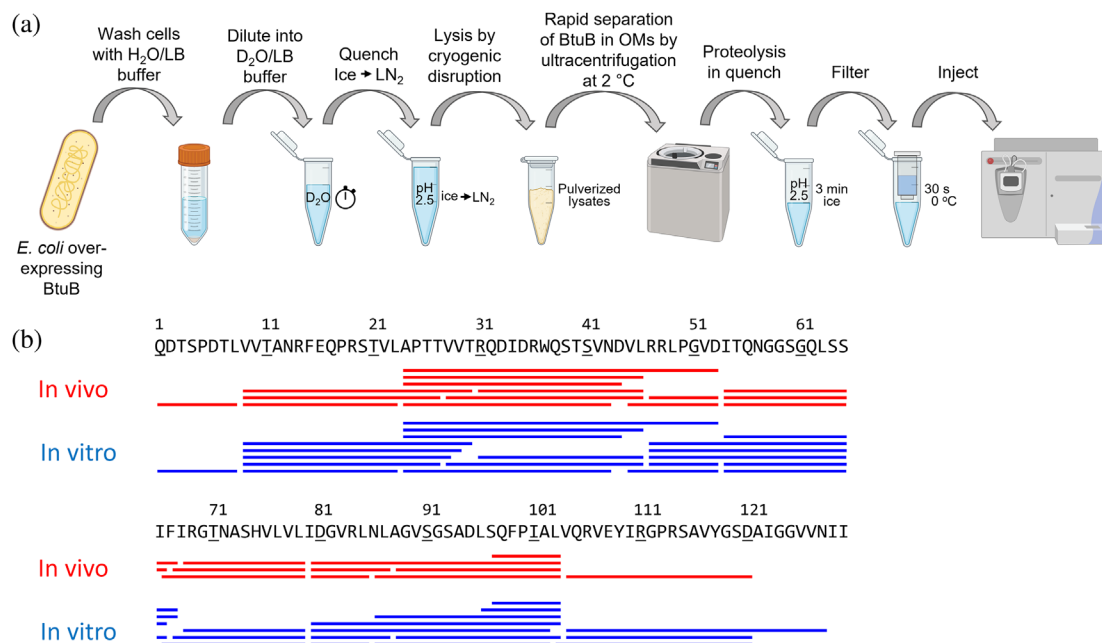 (a)
Wash cells
with H₂O/LB
buffer
Dilute into
D₂O/LB
buffer
Quench
Ice → LN₂
Lysis by
cryogenic
disruption
Rapid separation
of BtuB in OMs by
ultracentrifugation
at 2 °C
Proteolysis
in quench
Filter
Inject
E. coli over-
expressing
BtuB
D₂O
pH
2.5
ice→LN₂
Pulverized
lysates
pH
2.5
3 min
ice
30 s
0 ºC
(b)
1 11 21 31 41 51 61
QDTSPDTLVVTANRFEQPRSTVLAPTTVVTRQDIDRWQSTSVNDVLRRLPGVDITQNGGSGQLSS
In vivo
In vitro
71 81 91 101 111 121
IFIRGTNASHVLVLIDGVRLNLAGVSGSADLSQFPIALVQRVEYIRGPRSAVYGSDAIGGVVNII
In vivo
In vitro